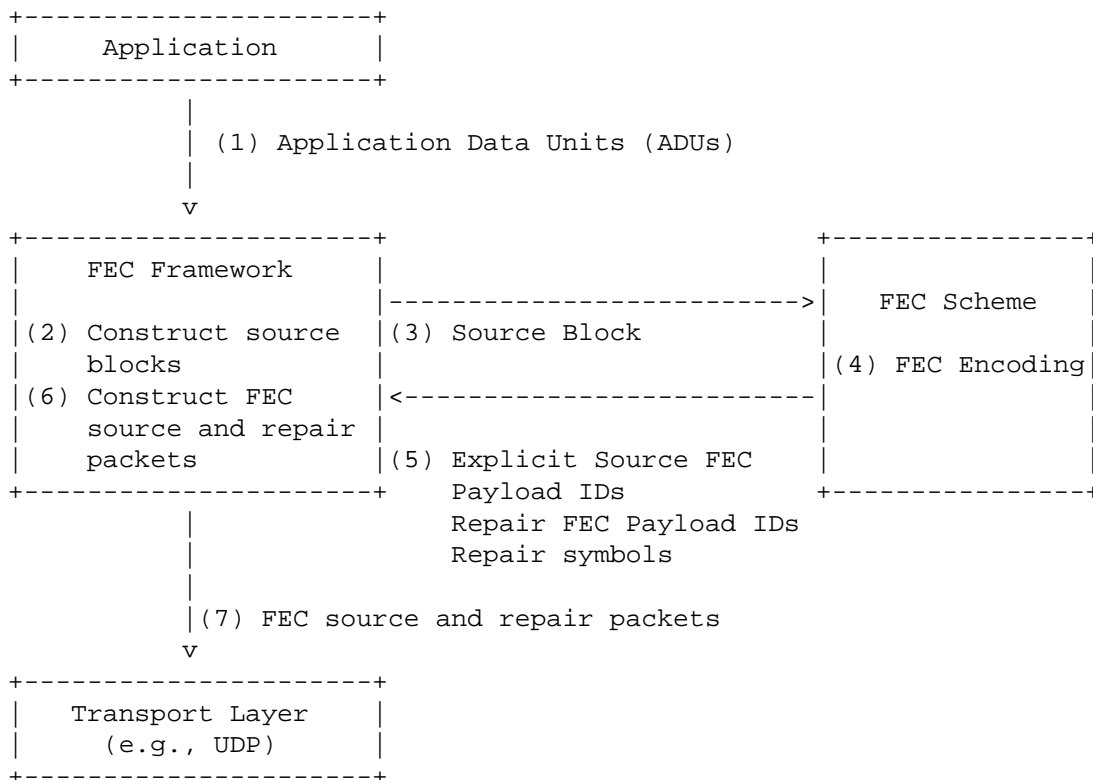 Application
(1) Application Data Units (ADUs)
FEC Framework
FEC Scheme
(2) Construct source
blocks
(3) Source Block
(4) FEC Encoding
(6) Construct FEC
source and repair
packets
(5) Explicit Source FEC
Payload IDs
Repair FEC Payload IDs
Repair symbols
(7) FEC source and repair packets
Transport Layer
(e.g., UDP)